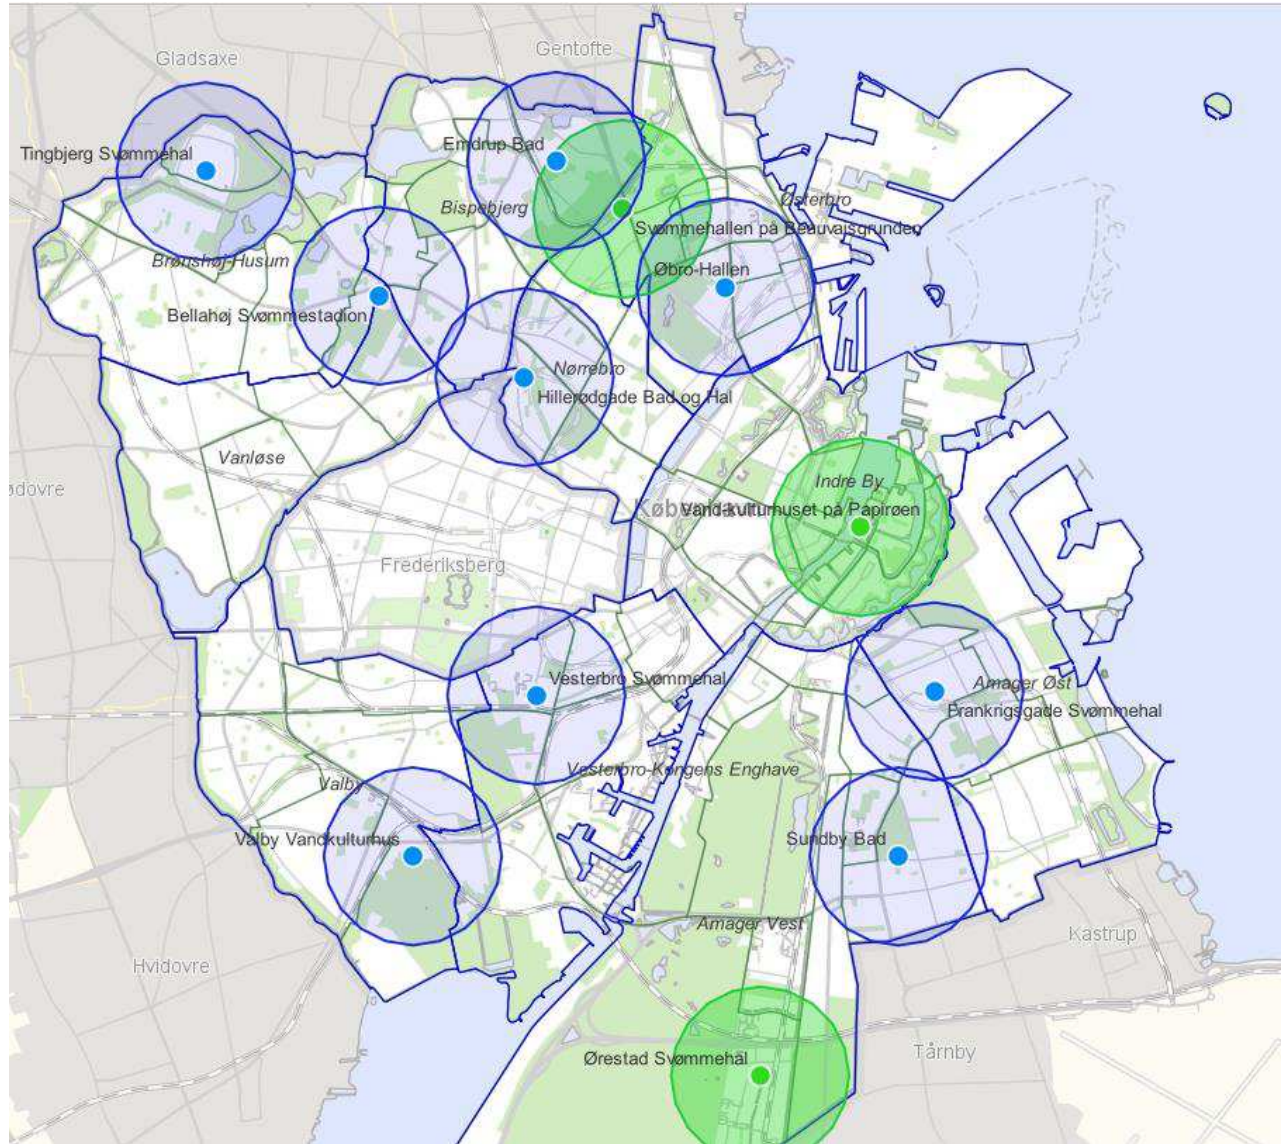 Gentofte
Gladsaxe
Emdrup Bad
Tingbjerg Svømmehal
Østerbro
Bispebjerg
Svømmehallen på Beauvaisgrunden
Brønshøj-Husum
Øbro-Hallen
Bellahøj Svømmestadion
Nørrebro
Hillerødgade Bad og Hal
Vanløse
Indre By
Vandkulturhuset på Papirøen
Frederiksberg
Vesterbro Svømmehal
Amager Øst
Frankrigsgade Svømmehal
Vesterbro-Kongens Enghave
Valby
Valby Vandkulturhus
Sundby Bad
Amager Vest
Kastrup
Hvidovre
Tårnby
Ørestad Svømmehal